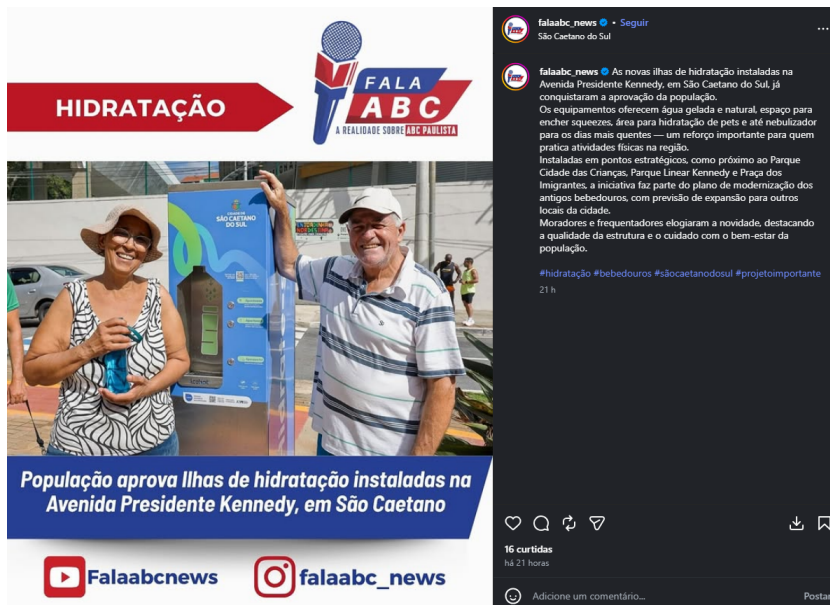 HIDRATAÇÃO
FALA
ABC
A REALIDADE SOBRE ABC PAULISTA
SÃO CAETANO
DO SUL
População aprova Ilhas de hidratação instaladas na
Avenida Presidente Kennedy, em São Caetano
Falaabcnews
falaabc_news
falaabc_news • Seguir
São Caetano do Sul
falaabc_news As novas ilhas de hidratação instaladas na
Avenida Presidente Kennedy, em São Caetano do Sul, já
conquistaram a aprovação da população.
Os equipamentos oferecem água gelada e natural, espaço para
encher squeezes, área para hidratação de pets e até nebulizador
para os dias mais quentes — um reforço importante para quem
pratica atividades físicas na região.
Instaladas em pontos estratégicos, como próximo ao Parque
Cidade das Crianças, Parque Linear Kennedy e Praça dos
Imigrantes, a iniciativa faz parte do plano de modernização dos
antigos bebedouros, com previsão de expansão para outros
locais da cidade.
Moradores e frequentadores elogiaram a novidade, destacando
a qualidade da estrutura e o cuidado com o bem-estar da
população.
#hidratação #bebedouros #sãocaetanodosul #projetoimportante
21 h
16 curtidas
há 21 horas
Adicione um comentário...
Postar